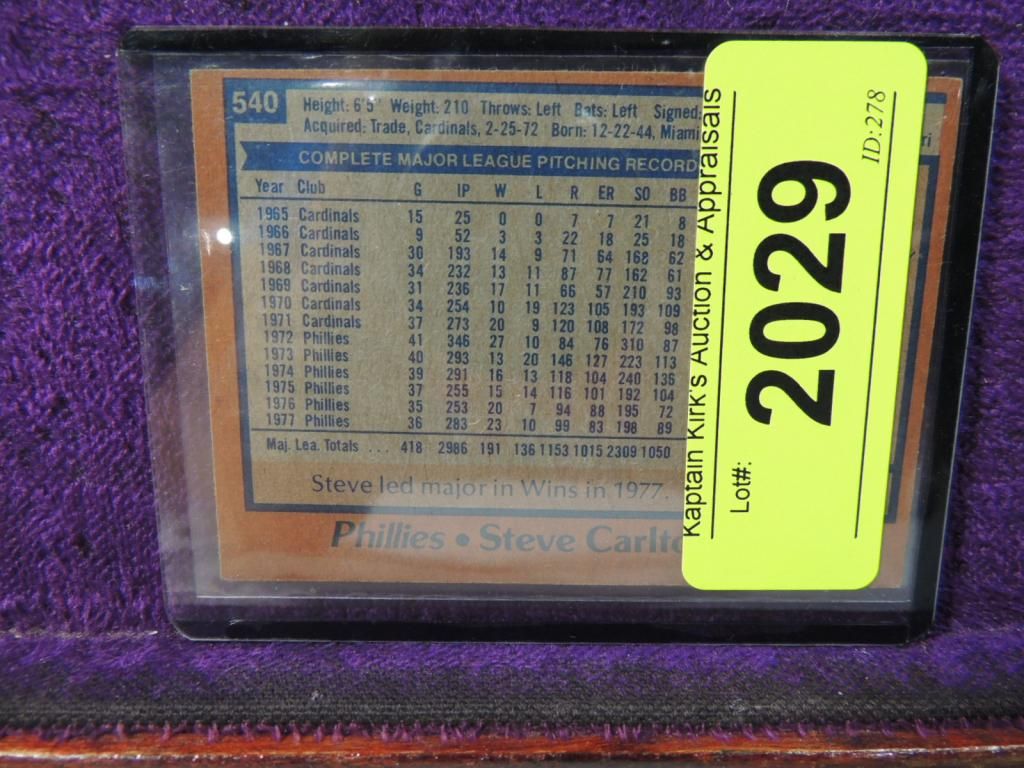 540
Height: 6'5" Weight: 210 Throws: Left Bats: Left Signed:
Acquired: Trade, Cardinals, 2-25-72 Born: 12-22-44, Miami ri
COMPLETE MAJOR LEAGUE PITCHING RECORD
Year Club G IP W L R ER SO BB
1965 Cardinals 15 25 0 0 7 7 21 8
1966 Cardinals 9 52 3 3 22 18 25 18
1967 Cardinals 30 193 14 9 71 64 168 62
1968 Cardinals 34 232 13 11 87 77 162 61
1969 Cardinals 31 236 17 11 66 57 210 93
1970 Cardinals 34 254 10 19 123 105 193 109
1971 Cardinals 37 273 20 9 120 108 172 98
1972 Phillies 41 346 27 10 84 76 310 87
1973 Phillies 40 293 13 20 146 127 223 113
1974 Phillies 39 291 16 13 118 104 240 136
1975 Phillies 37 255 15 14 116 101 192 104
1976 Phillies 35 253 20 7 94 88 195 72
1977 Phillies 36 283 23 10 99 83 198 89
Maj. Lea. Totals ... 418 2986 191 136 1153 1015 2309 1050
Steve led major in Wins in 1977.
Phillies • Steve Carlto
Kaptain Kirk's Auction & Appraisals
Lot#:
2029
ID:278